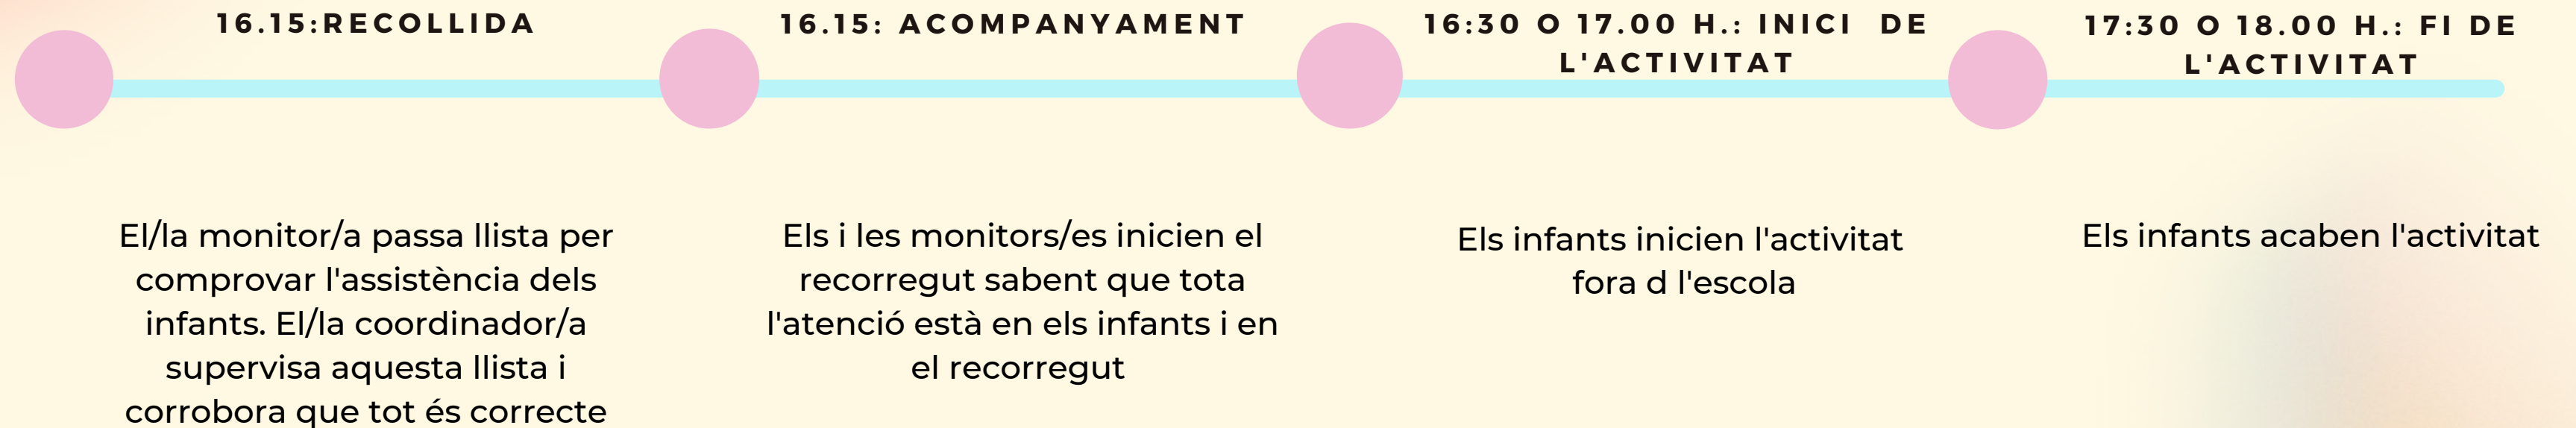 16.15:RECOLLIDA
El/la monitor/a passa llista per
comprovar l'assistència dels
infants. El/la coordinador/a
supervisa aquesta llista i
corrobora que tot és correcte
16.15: ACOMPANYAMENT
Els i les monitors/es inicien el
recorregut sabent que tota
l'atenció està en els infants i en
el recorregut
16:30 O 17.00 H.: INICI DE
L'ACTIVITAT
Els infants inicien l'activitat
fora d l'escola
17:30 O 18.00 H.: FI DE
L'ACTIVITAT
Els infants acaben l'activitat